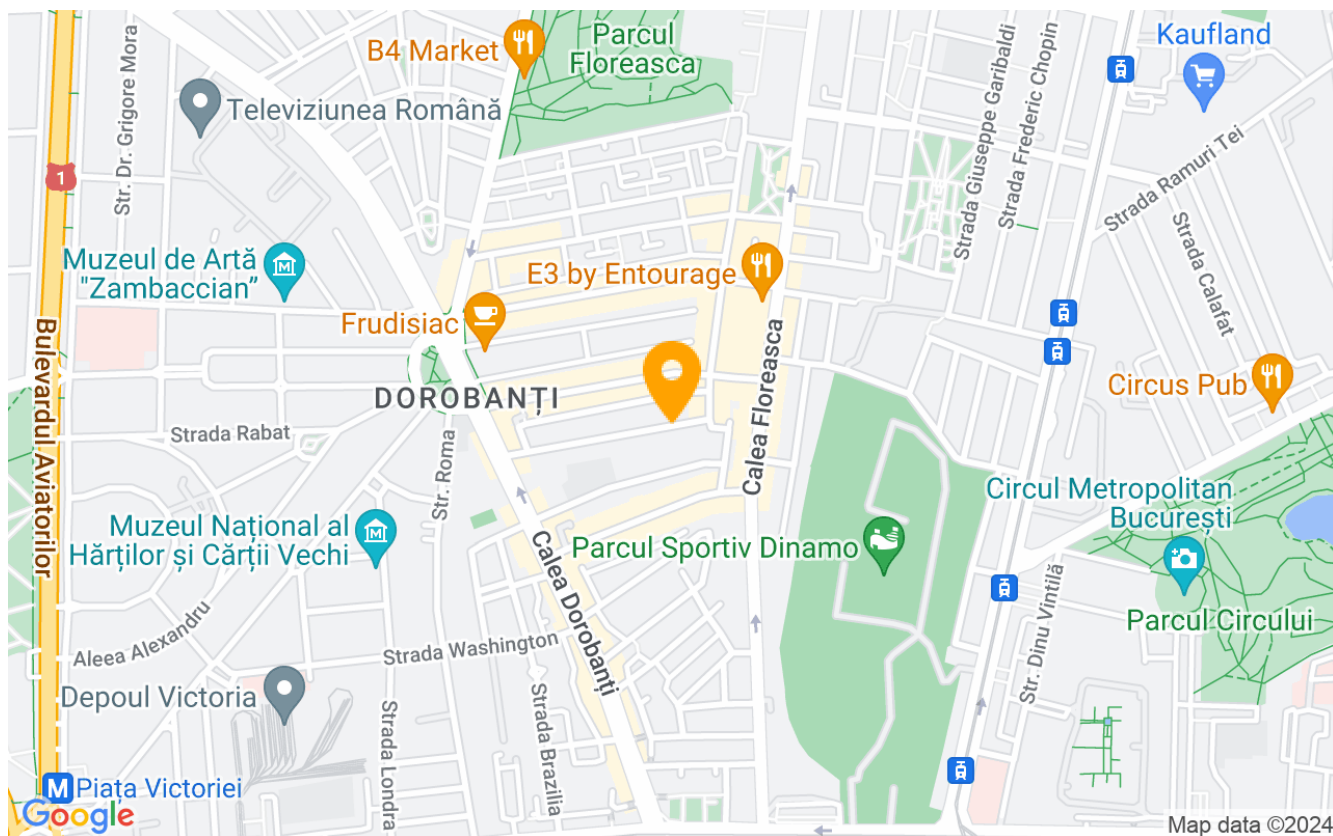 B4 Market
Parcul
Floreasca
Kaufland
Televiziunea Română
Str. Dr. Grigore Mora
1
Strada Giuseppe Garibaldi
Strada Frederic Chopin
Strada Ramuri Tei
Strada Calafat
Muzeul de Artă
"Zambaccian”
E3 by Entourage
Frudisiac
Calea Floreasca
Bulevardul Aviatorilor
DOROBANȚI
Circus Pub
Strada Rabat
Str. Roma
Muzeul Național al
Hărților și Cărții Vechi
Calea Dorobanți
Parcul Sportiv Dinamo
Circul Metropolitan
București
Parcul Circului
Str. Dinu Vintilă
Aleea Alexandru
Strada Washington
Depoul Victoria
Strada Londra
Strada Brazilia
M Piața Victoriei
Google
Map data ©2024